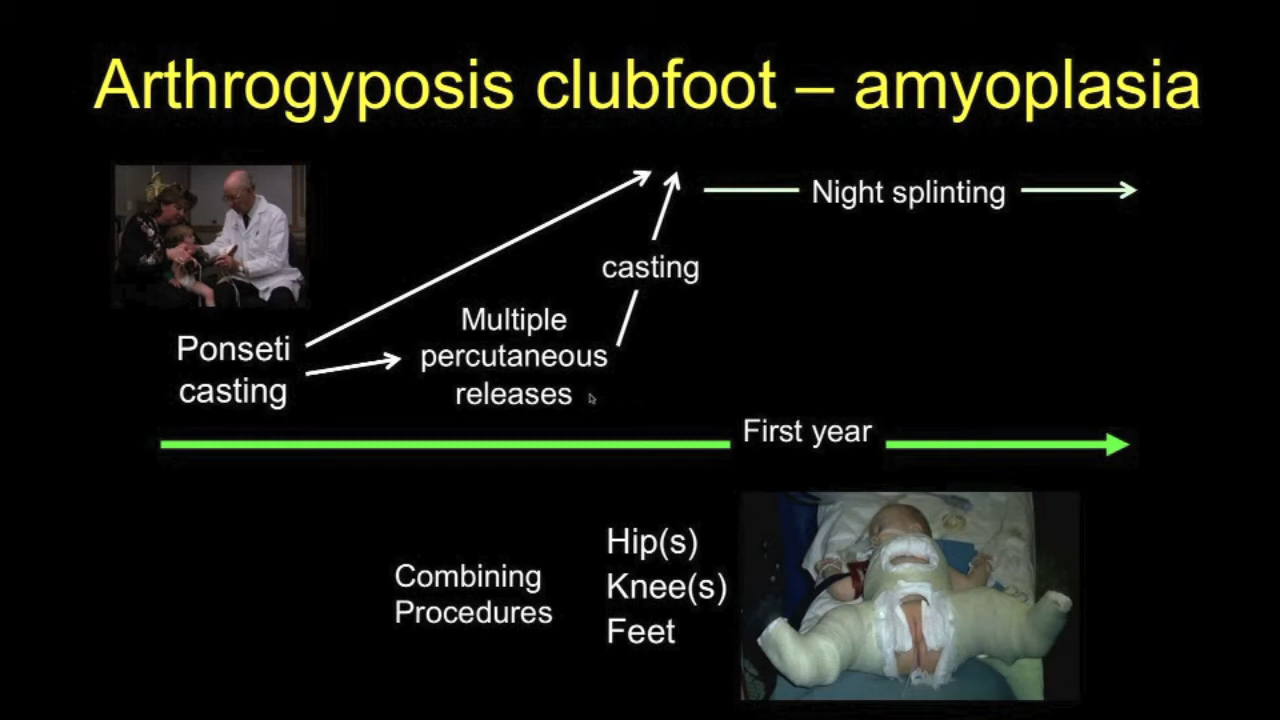 Arthrogyposis clubfoot – amyoplasia
Night splinting
casting
Multiple
percutaneous
releases
Ponseti
casting
First year
Combining
Procedures
Hip(s)
Knee(s)
Feet